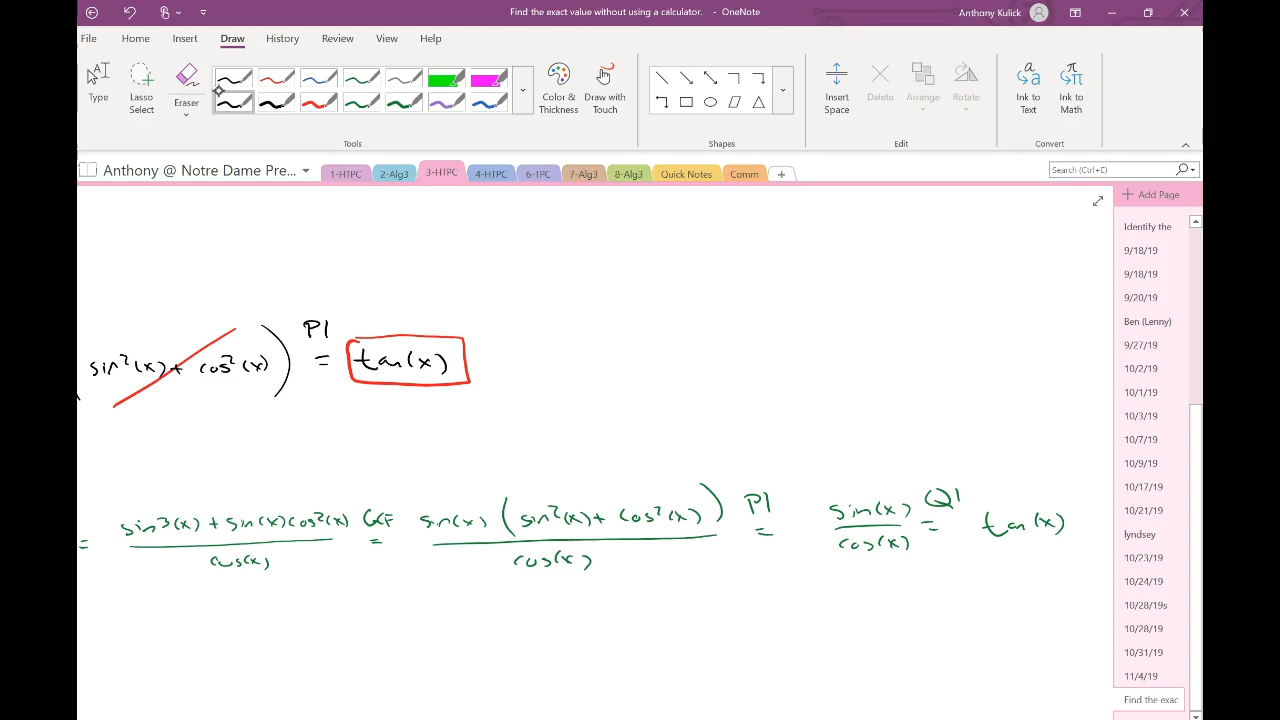 Find the exact value without using a calculator. - OneNote
Anthony Kulick
File Home Insert Draw History Review View Help
Type
Lasso Select
Eraser
Color & Thickness
Draw with Touch
Insert Space
Delete
Arrange
Rotate
Ink to Text
Ink to Math
Tools
Shapes
Edit
Convert
Anthony @ Notre Dame Pre...
1-HTPC 2-Alg3 3-HTPC 4-HTPC 6-TPC 7-Alg3 8-Alg3 Quick Notes Comm +
Search (Ctrl+E)
Add Page
Identify the
9/18/19
9/18/19
9/20/19
Ben (Lenny)
9/27/19
10/2/19
10/1/19
10/3/19
10/7/19
10/9/19
10/17/19
10/21/19
lyndsey
10/23/19
10/24/19
10/28/19s
10/28/19
10/31/19
11/4/19
Find the exac
sin²(x) + cos²(x) ) PI = tan(x)
= sin³(x) + sin(x)cos²(x) / cos(x) GCF = sin(x) ( sin²(x) + cos²(x) ) / cos(x) PI = sin(x) / cos(x) QI = tan(x)